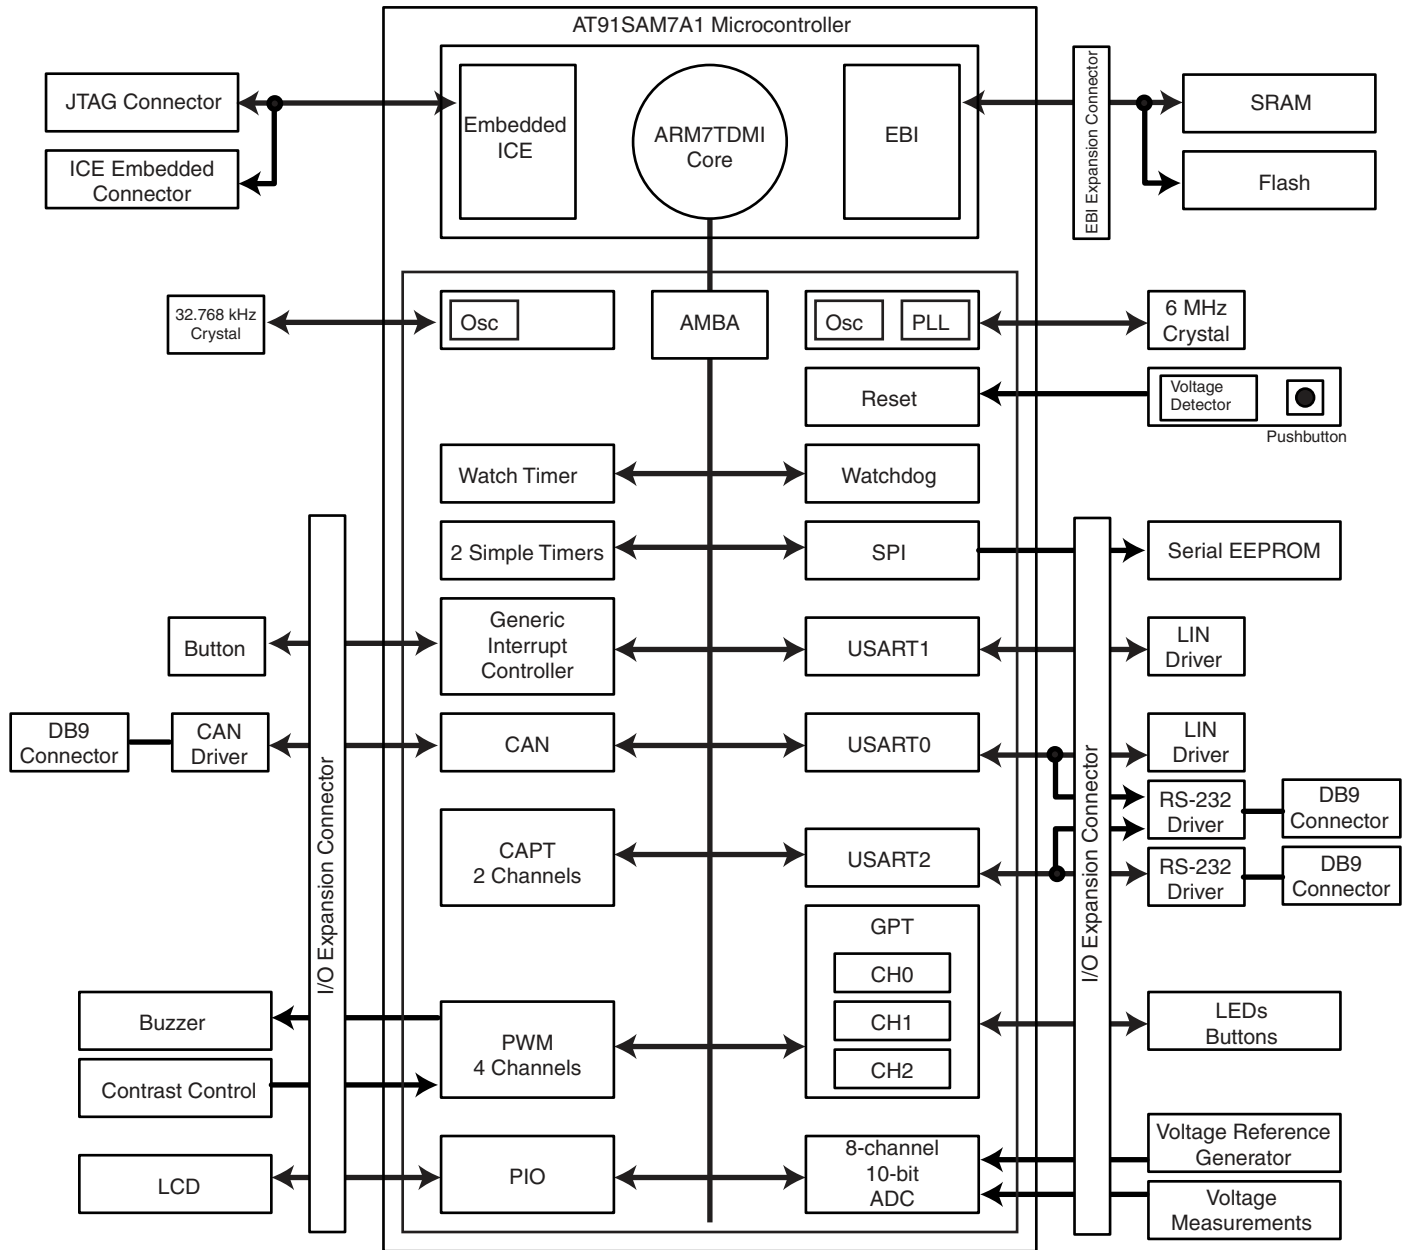 AT91SAM7A1 Microcontroller
JTAG Connector
ICE Embedded
Connector
Embedded
ICE
ARM7TDMI
Core
EBI
EBI Expansion Connector
SRAM
Flash
32.768 kHz
Crystal
Osc
AMBA
Osc
PLL
6 MHz
Crystal
Reset
Voltage
Detector
Pushbutton
Watch Timer
Watchdog
2 Simple Timers
SPI
Serial EEPROM
Button
Generic
Interrupt
Controller
USART1
LIN
Driver
DB9
Connector
CAN
Driver
CAN
USART0
LIN
Driver
RS-232
Driver
DB9
Connector
I/O Expansion Connector
CAPT
2 Channels
USART2
I/O Expansion Connector
RS-232
Driver
DB9
Connector
GPT
CH0
CH1
CH2
Buzzer
Contrast Control
PWM
4 Channels
LEDs
Buttons
LCD
PIO
8-channel
10-bit
ADC
Voltage Reference
Generator
Voltage
Measurements